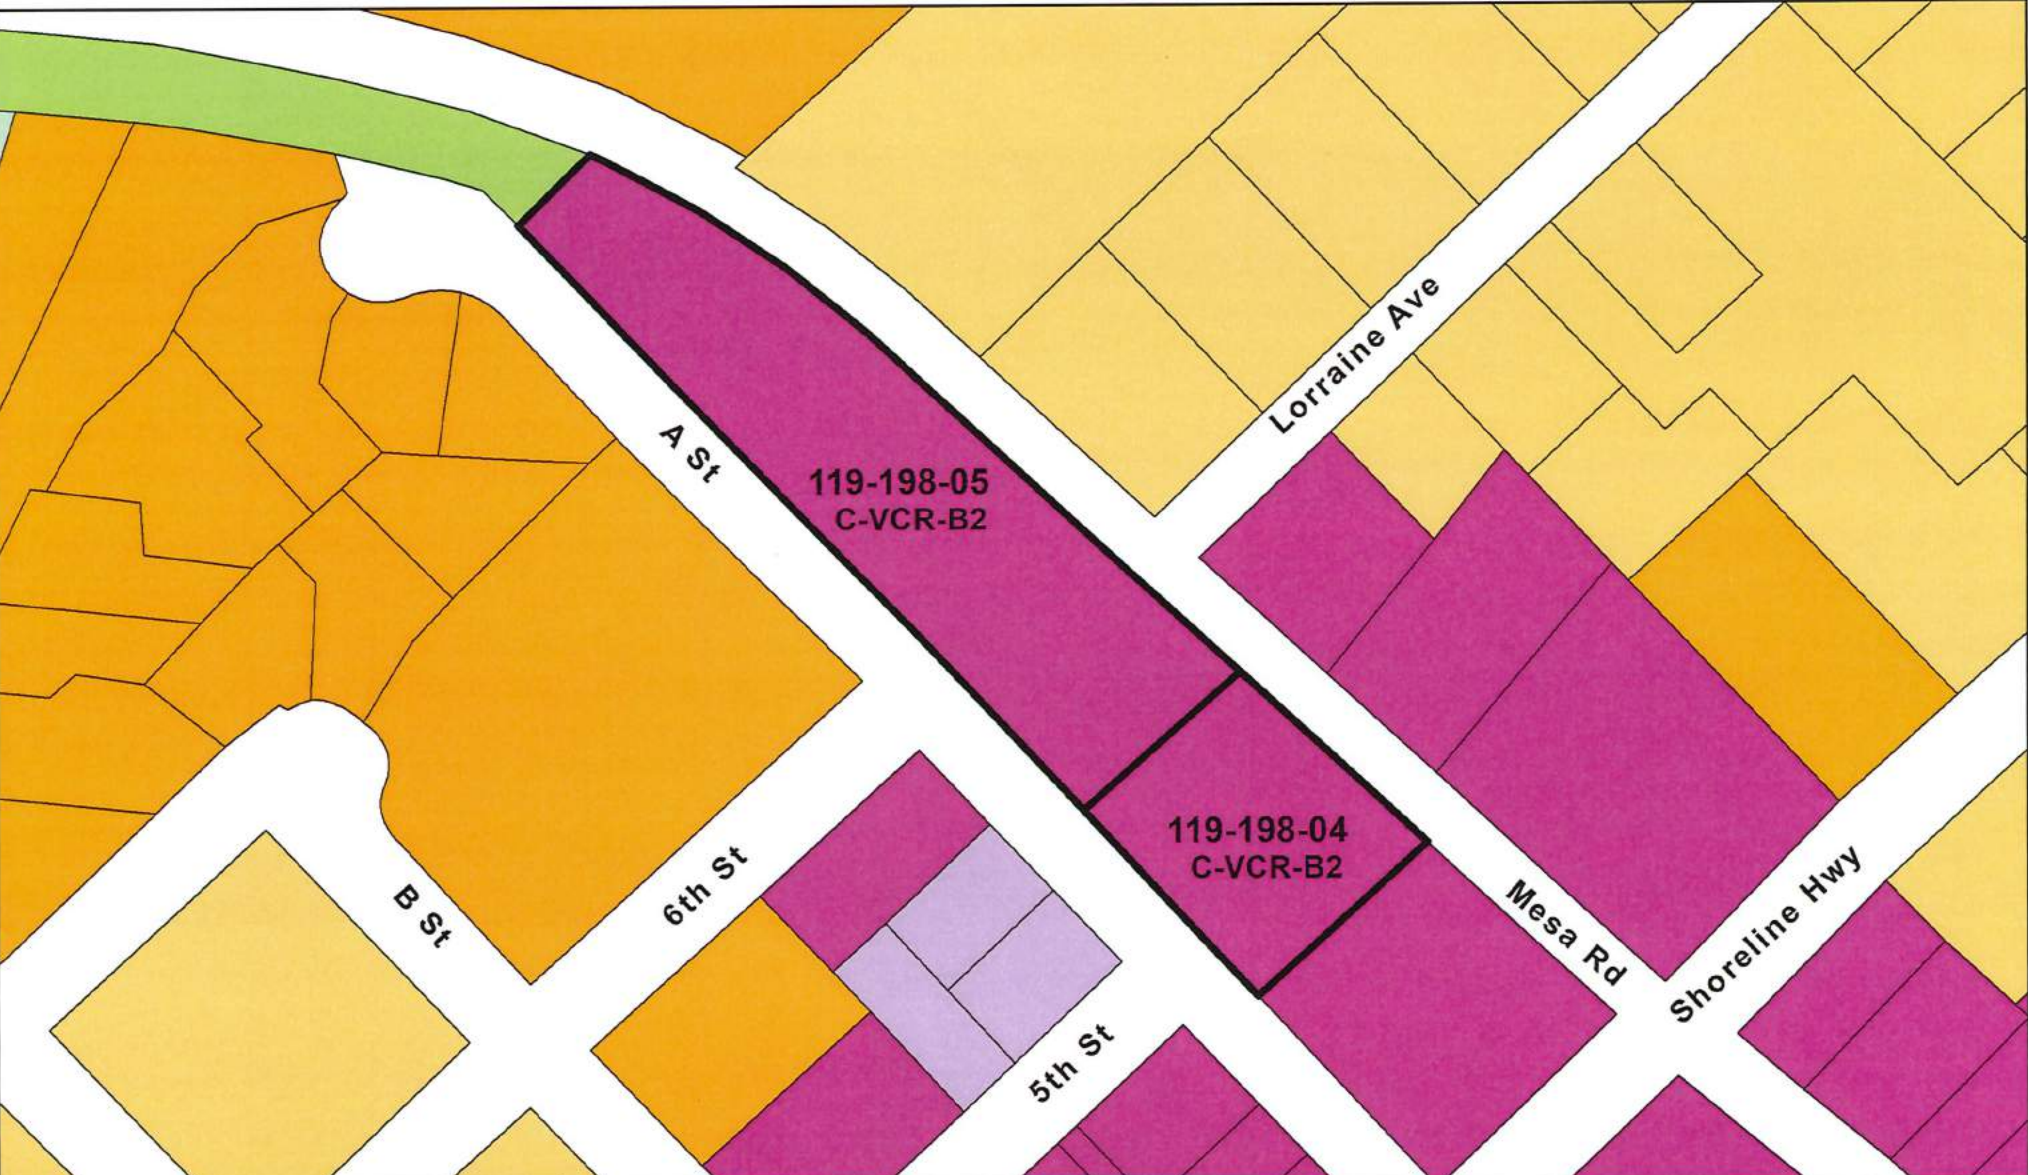 Lorraine Ave
A St
119-198-05
C-VCR-B2
119-198-04
C-VCR-B2
6th St
B St
Mesa Rd
Shoreline Hwy
5th St